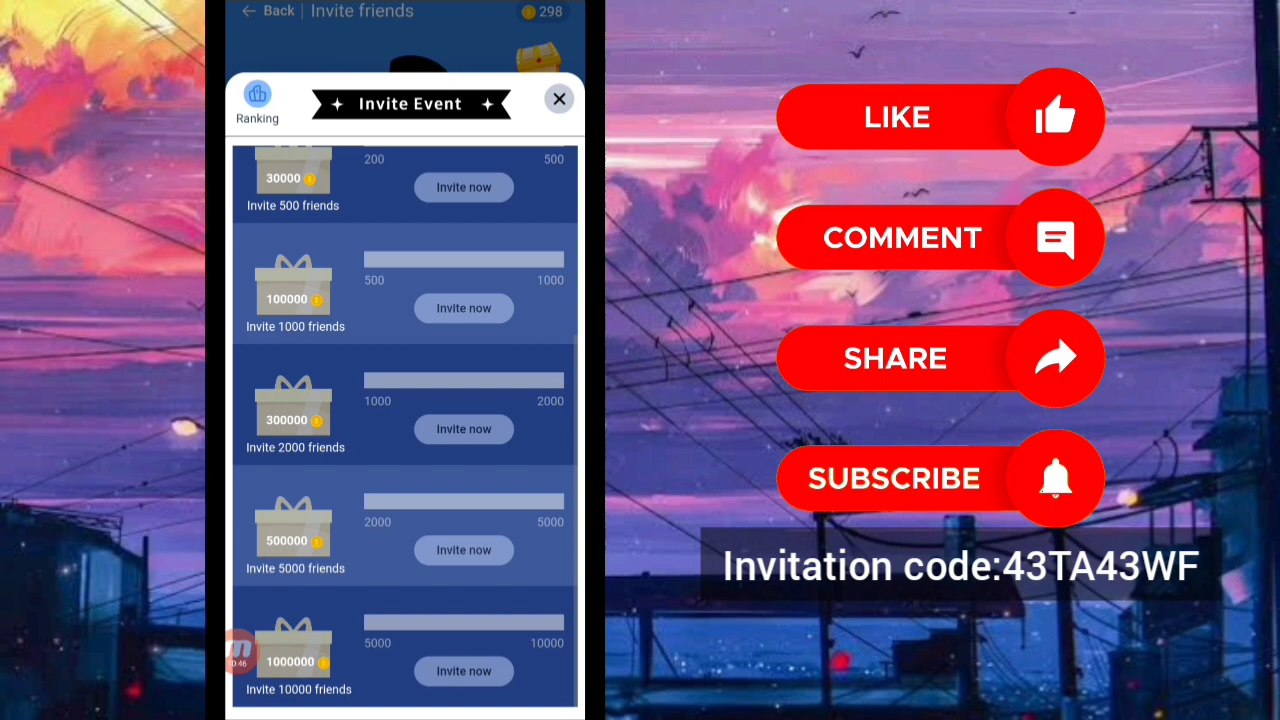 Back | Invite friends
298
Ranking
Invite Event
200 500
30000
Invite now
Invite 500 friends
500 1000
100000
Invite now
Invite 1000 friends
1000 2000
300000
Invite now
Invite 2000 friends
2000 5000
500000
Invite now
Invite 5000 friends
5000 10000
1000000
10:46
Invite now
Invite 10000 friends
LIKE
COMMENT
SHARE
SUBSCRIBE
Invitation code:43TA43WF